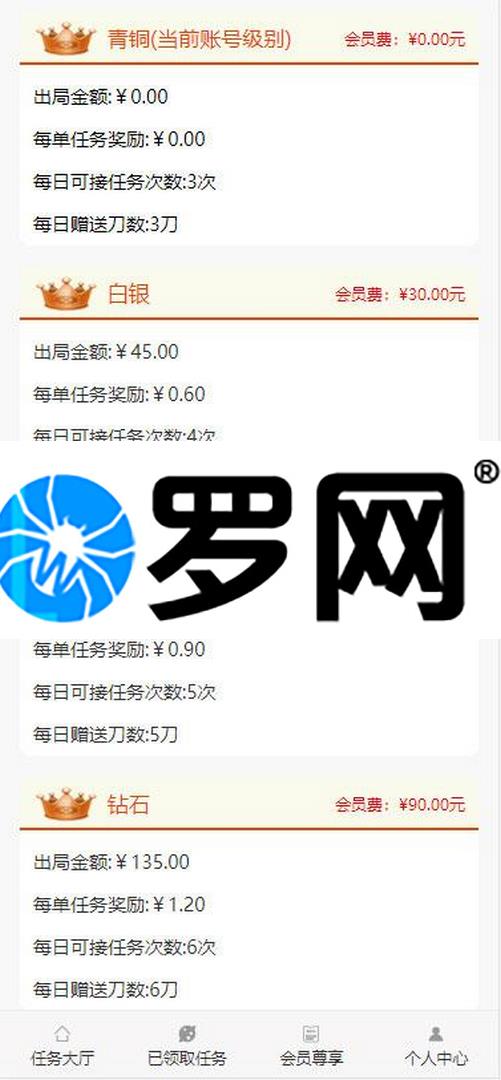 青铜(当前账号级别) 会员费：¥0.00元
出局金额:￥0.00
每单任务奖励:￥0.00
每日可接任务次数:3次
每日赠送刀数:3刀
白银 会员费：¥30.00元
出局金额:￥45.00
每单任务奖励:￥0.60
每日可接任务次数:4次
罗网®
每单任务奖励:￥0.90
每日可接任务次数:5次
每日赠送刀数:5刀
钻石 会员费：¥90.00元
出局金额:￥135.00
每单任务奖励:￥1.20
每日可接任务次数:6次
每日赠送刀数:6刀
任务大厅 已领取任务 会员尊享 个人中心